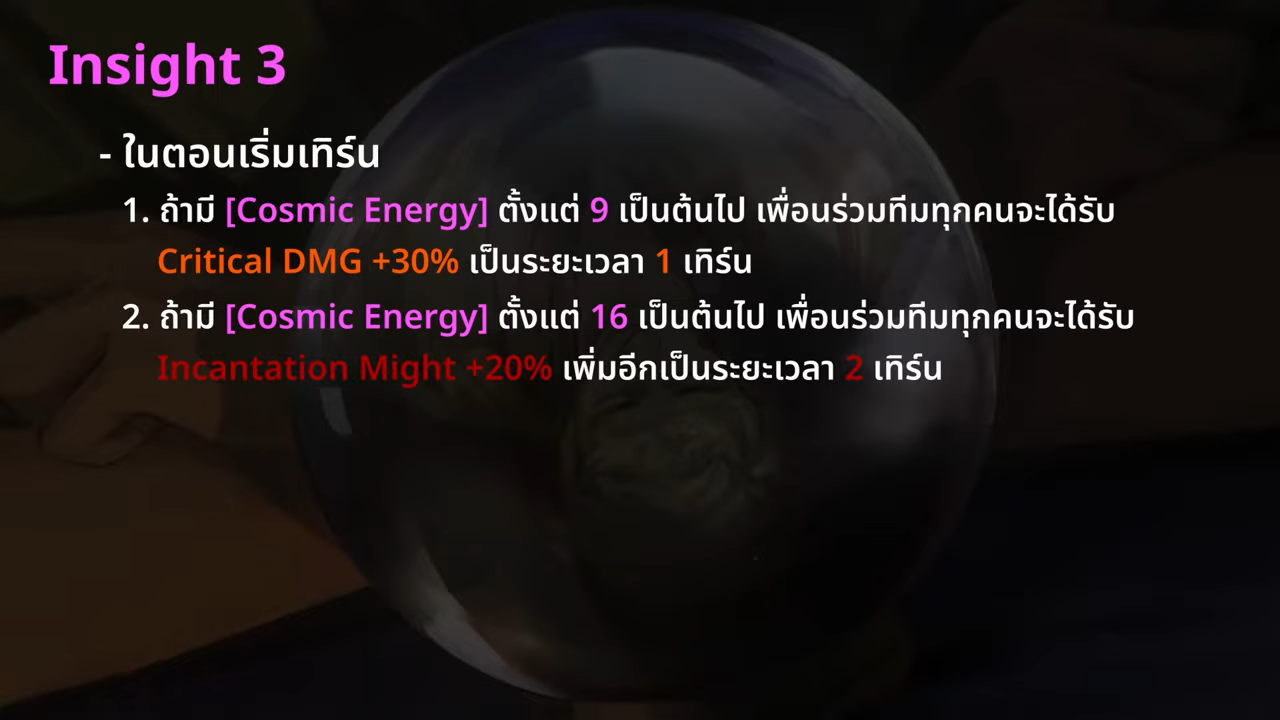 Insight 3
- ในตอนเริ่มเทิร์น
1. ถ้ามี [Cosmic Energy] ตั้งแต่ 9 เป็นต้นไป เพื่อนร่วมทีมทุกคนจะได้รับ
Critical DMG +30% เป็นระยะเวลา 1 เทิร์น
2. ถ้ามี [Cosmic Energy] ตั้งแต่ 16 เป็นต้นไป เพื่อนร่วมทีมทุกคนจะได้รับ
Incantation Might +20% เพิ่มอีกเป็นระยะเวลา 2 เทิร์น